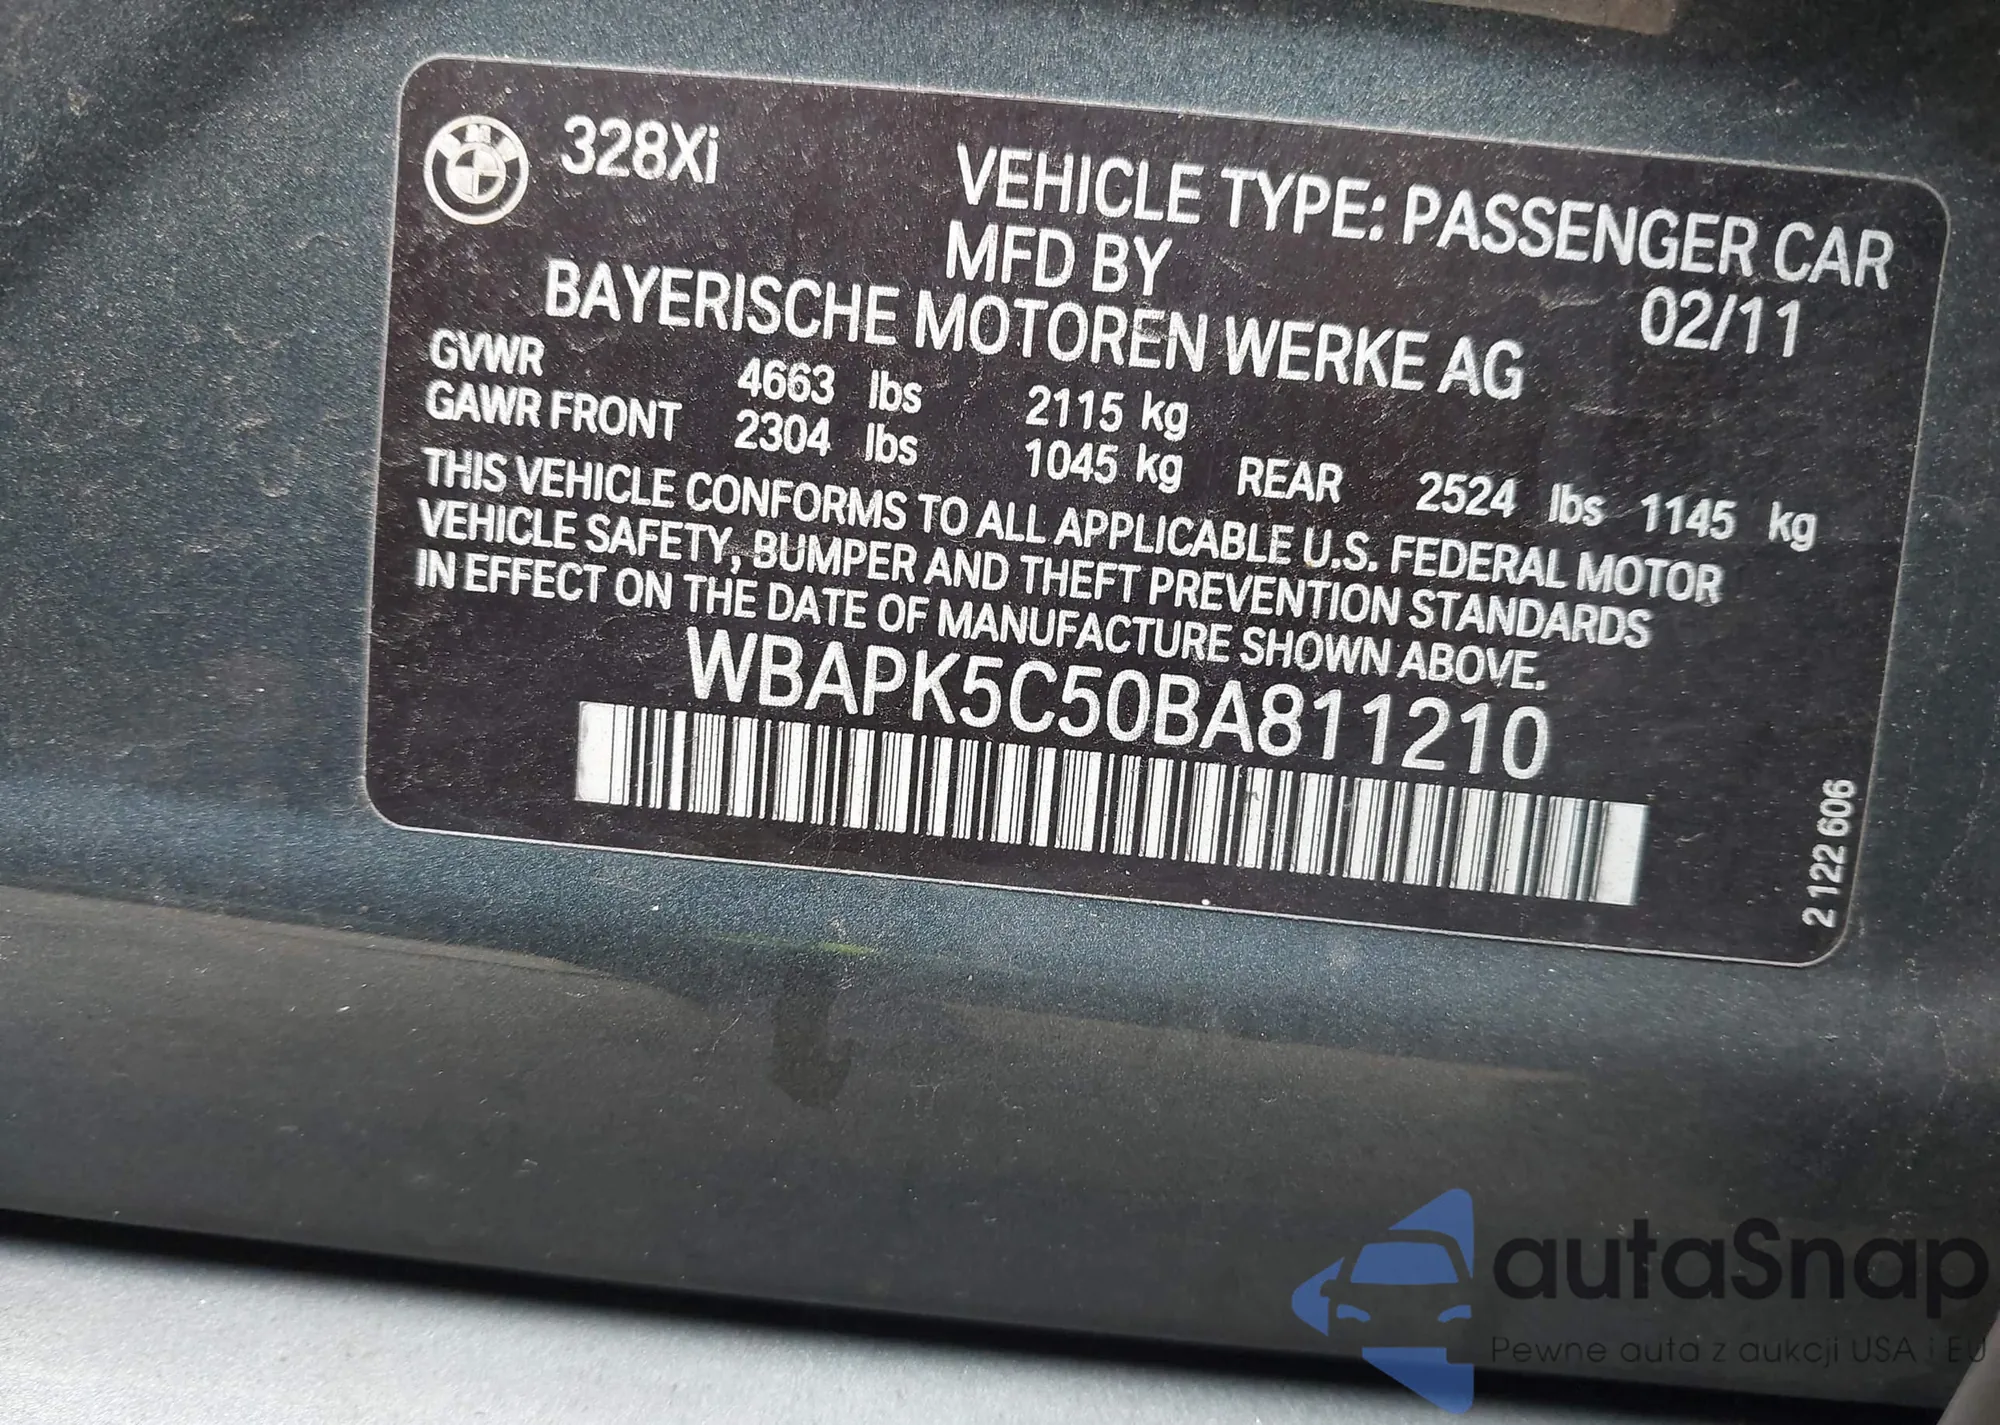 328Xi
VEHICLE TYPE: PASSENGER CAR
MFD BY
02/11
BAYERISCHE MOTOREN WERKE AG
GVWR 4663 lbs 2115 kg
GAWR FRONT 2304 lbs 1045 kg REAR 2524 lbs 1145 kg
THIS VEHICLE CONFORMS TO ALL APPLICABLE U.S. FEDERAL MOTOR
VEHICLE SAFETY, BUMPER AND THEFT PREVENTION STANDARDS
IN EFFECT ON THE DATE OF MANUFACTURE SHOWN ABOVE.
WBAPK5C50BA811210
2 122 606
autaSnap
Pewne auta z aukcji USA i EU